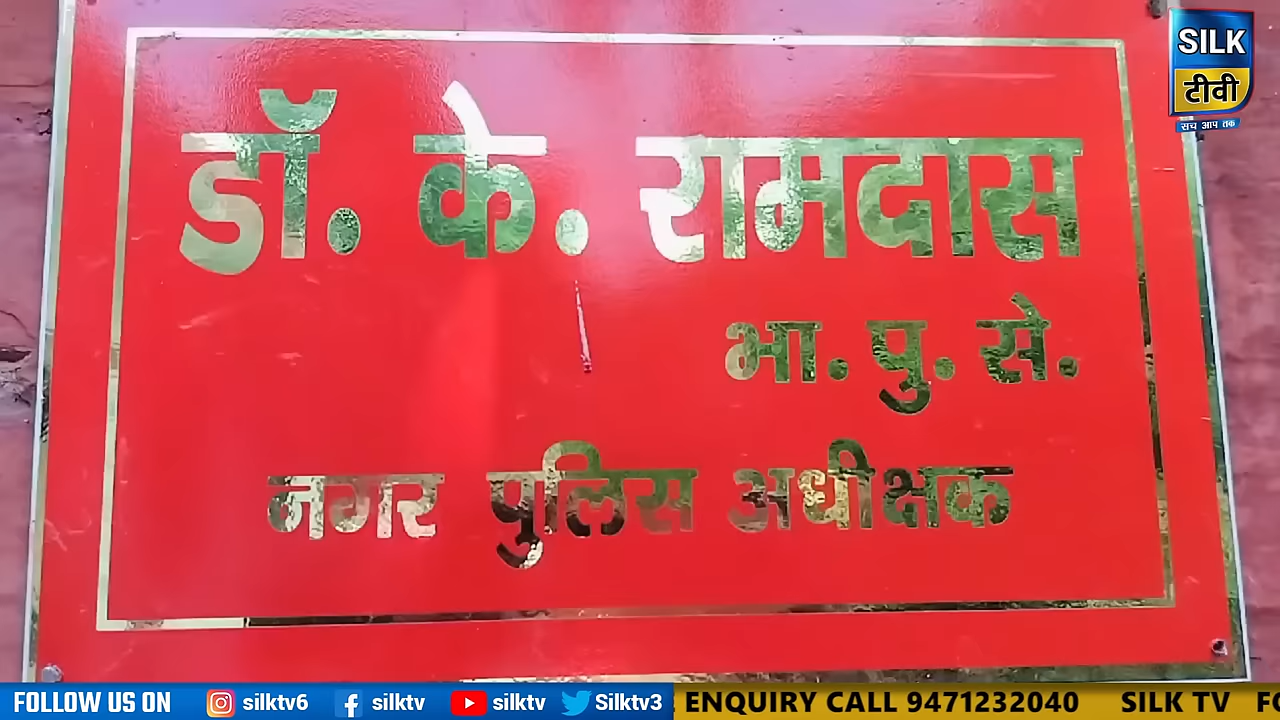 SILK
टीवी
सच आप तक
डॉ. के. रामदास
भा. पु. से.
नगर पुलिस अधीक्षक
FOLLOW US ON silktv6 silktv silktv Silktv3 ENQUIRY CALL 9471232040 SILK TV